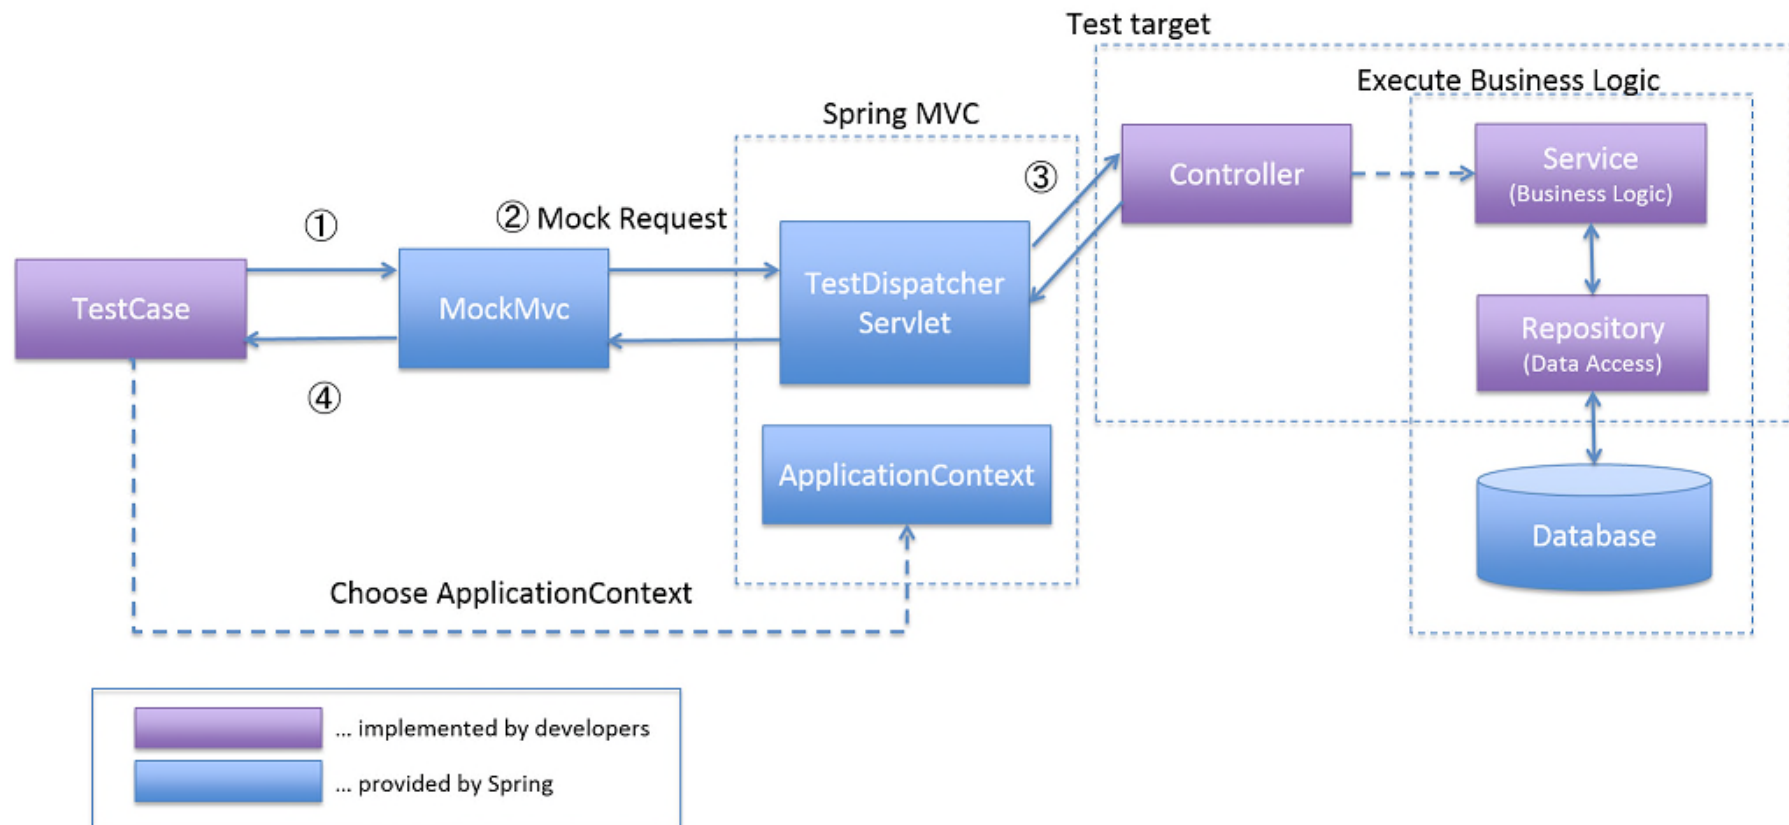 Test target
Execute Business Logic
Spring MVC
Controller
Service
(Business Logic)
③
① 
② Mock Request
TestCase
MockMvc
TestDispatcher
Servlet
Repository
(Data Access)
④
ApplicationContext
Database
Choose ApplicationContext
... implemented by developers
... provided by Spring